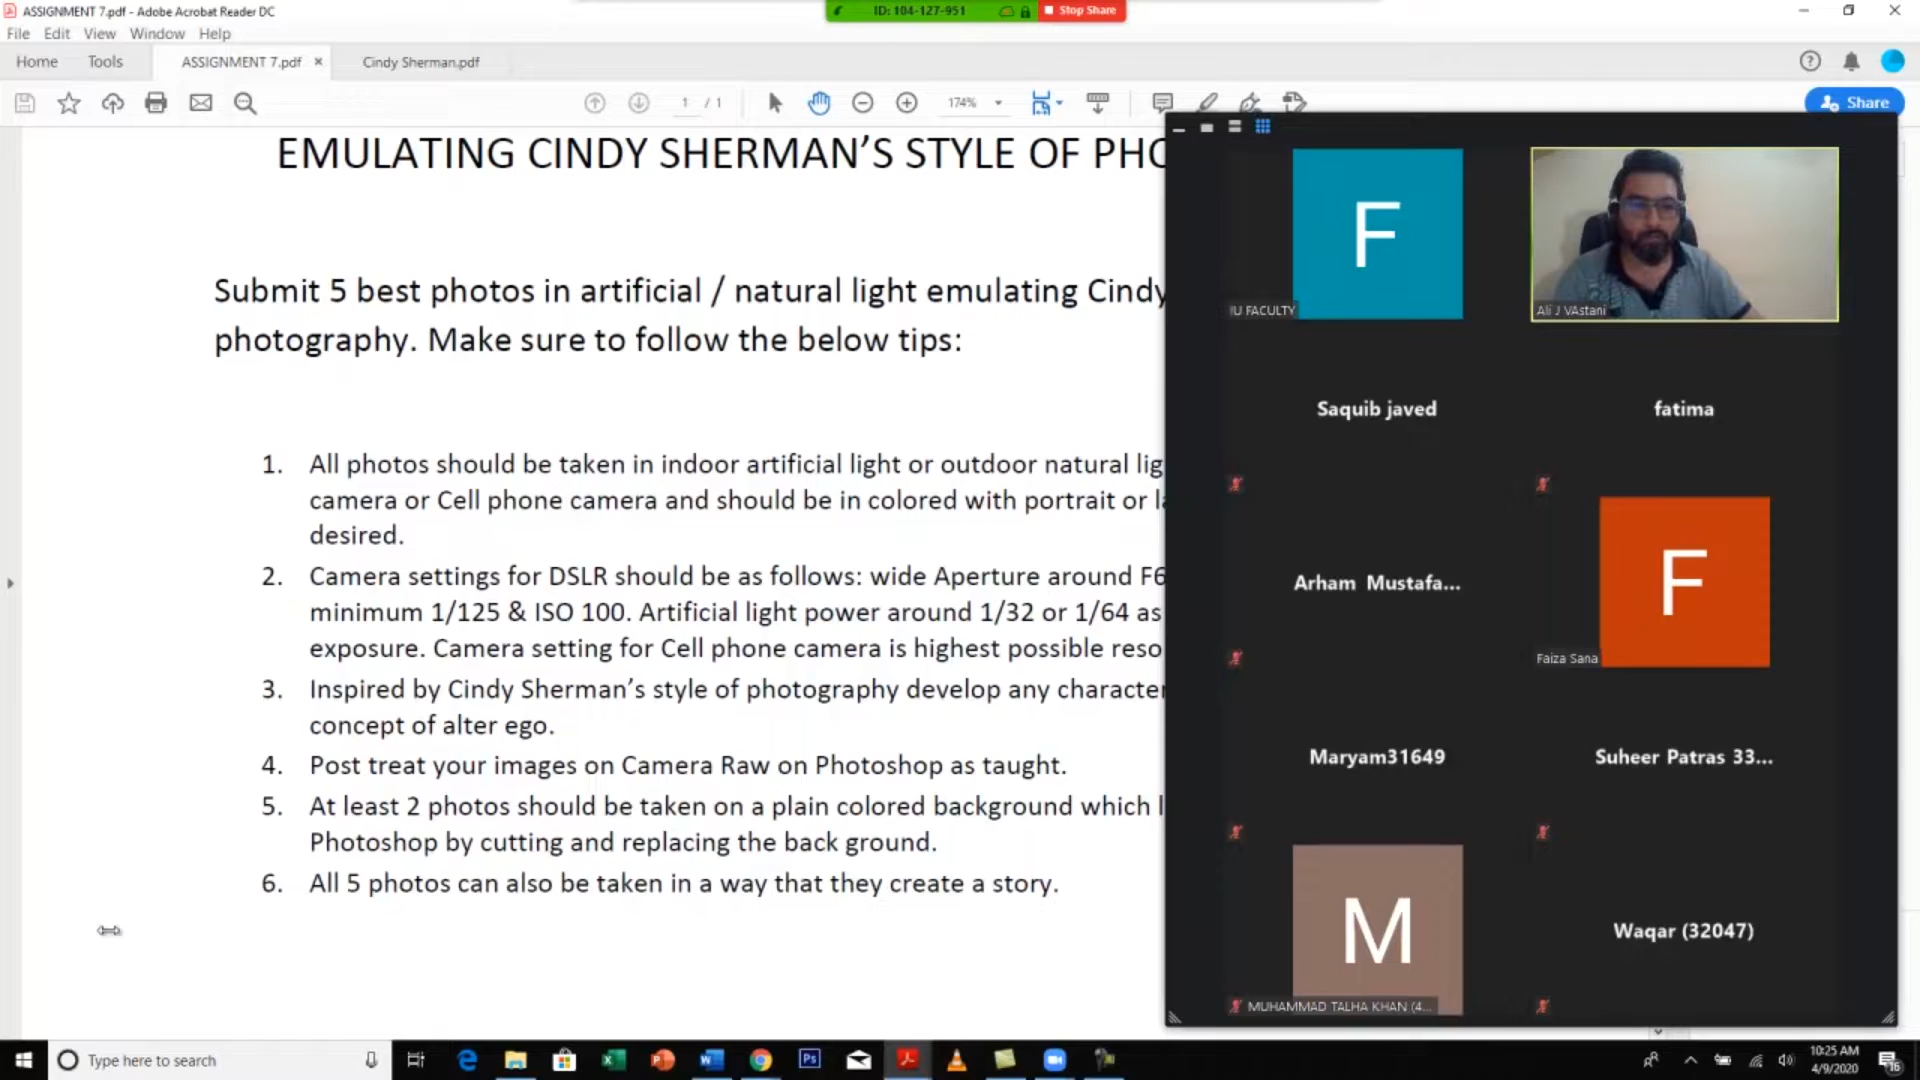 ASSIGNMENT 7.pdf - Adobe Acrobat Reader DC
ID: 104-127-951
Stop Share
File Edit View Window Help
Home Tools ASSIGNMENT 7.pdf Cindy Sherman.pdf
1 / 1
174%
Share
EMULATING CINDY SHERMAN'S STYLE OF PHO
Submit 5 best photos in artificial / natural light emulating Cindy
photography. Make sure to follow the below tips:
1. All photos should be taken in indoor artificial light or outdoor natural lig
camera or Cell phone camera and should be in colored with portrait or la
desired.
2. Camera settings for DSLR should be as follows: wide Aperture around F6
minimum 1/125 & ISO 100. Artificial light power around 1/32 or 1/64 as
exposure. Camera setting for Cell phone camera is highest possible reso
3. Inspired by Cindy Sherman's style of photography develop any character
concept of alter ego.
4. Post treat your images on Camera Raw on Photoshop as taught.
5. At least 2 photos should be taken on a plain colored background which l
Photoshop by cutting and replacing the back ground.
6. All 5 photos can also be taken in a way that they create a story.
F
IU FACULTY
Ali J VAstani
Saquib javed
fatima
Arham Mustafa...
F
Faiza Sana
Maryam31649
Suheer Patras 33...
M
MUHAMMAD TALHA KHAN (4...
Waqar (32047)
Type here to search
Ps
10:25 AM
4/9/2020
16